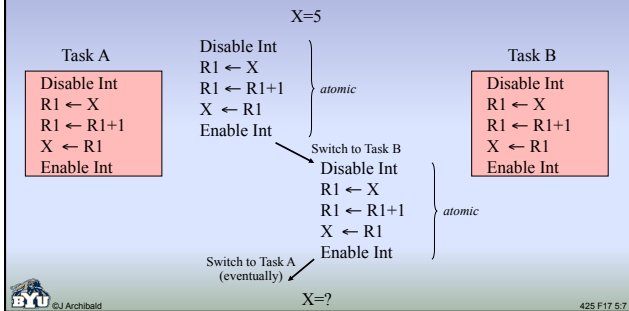 X=5
Task A
Disable Int
R1 ← X
R1 ← R1+1
X ← R1
Enable Int
Disable Int
R1 ← X
R1 ← R1+1
X ← R1
Enable Int
atomic
Switch to Task B
Disable Int
R1 ← X
R1 ← R1+1
X ← R1
Enable Int
atomic
Switch to Task A
(eventually)
Task B
Disable Int
R1 ← X
R1 ← R1+1
X ← R1
Enable Int
X=?
BYU
©J Archibald
425 F17 5:7